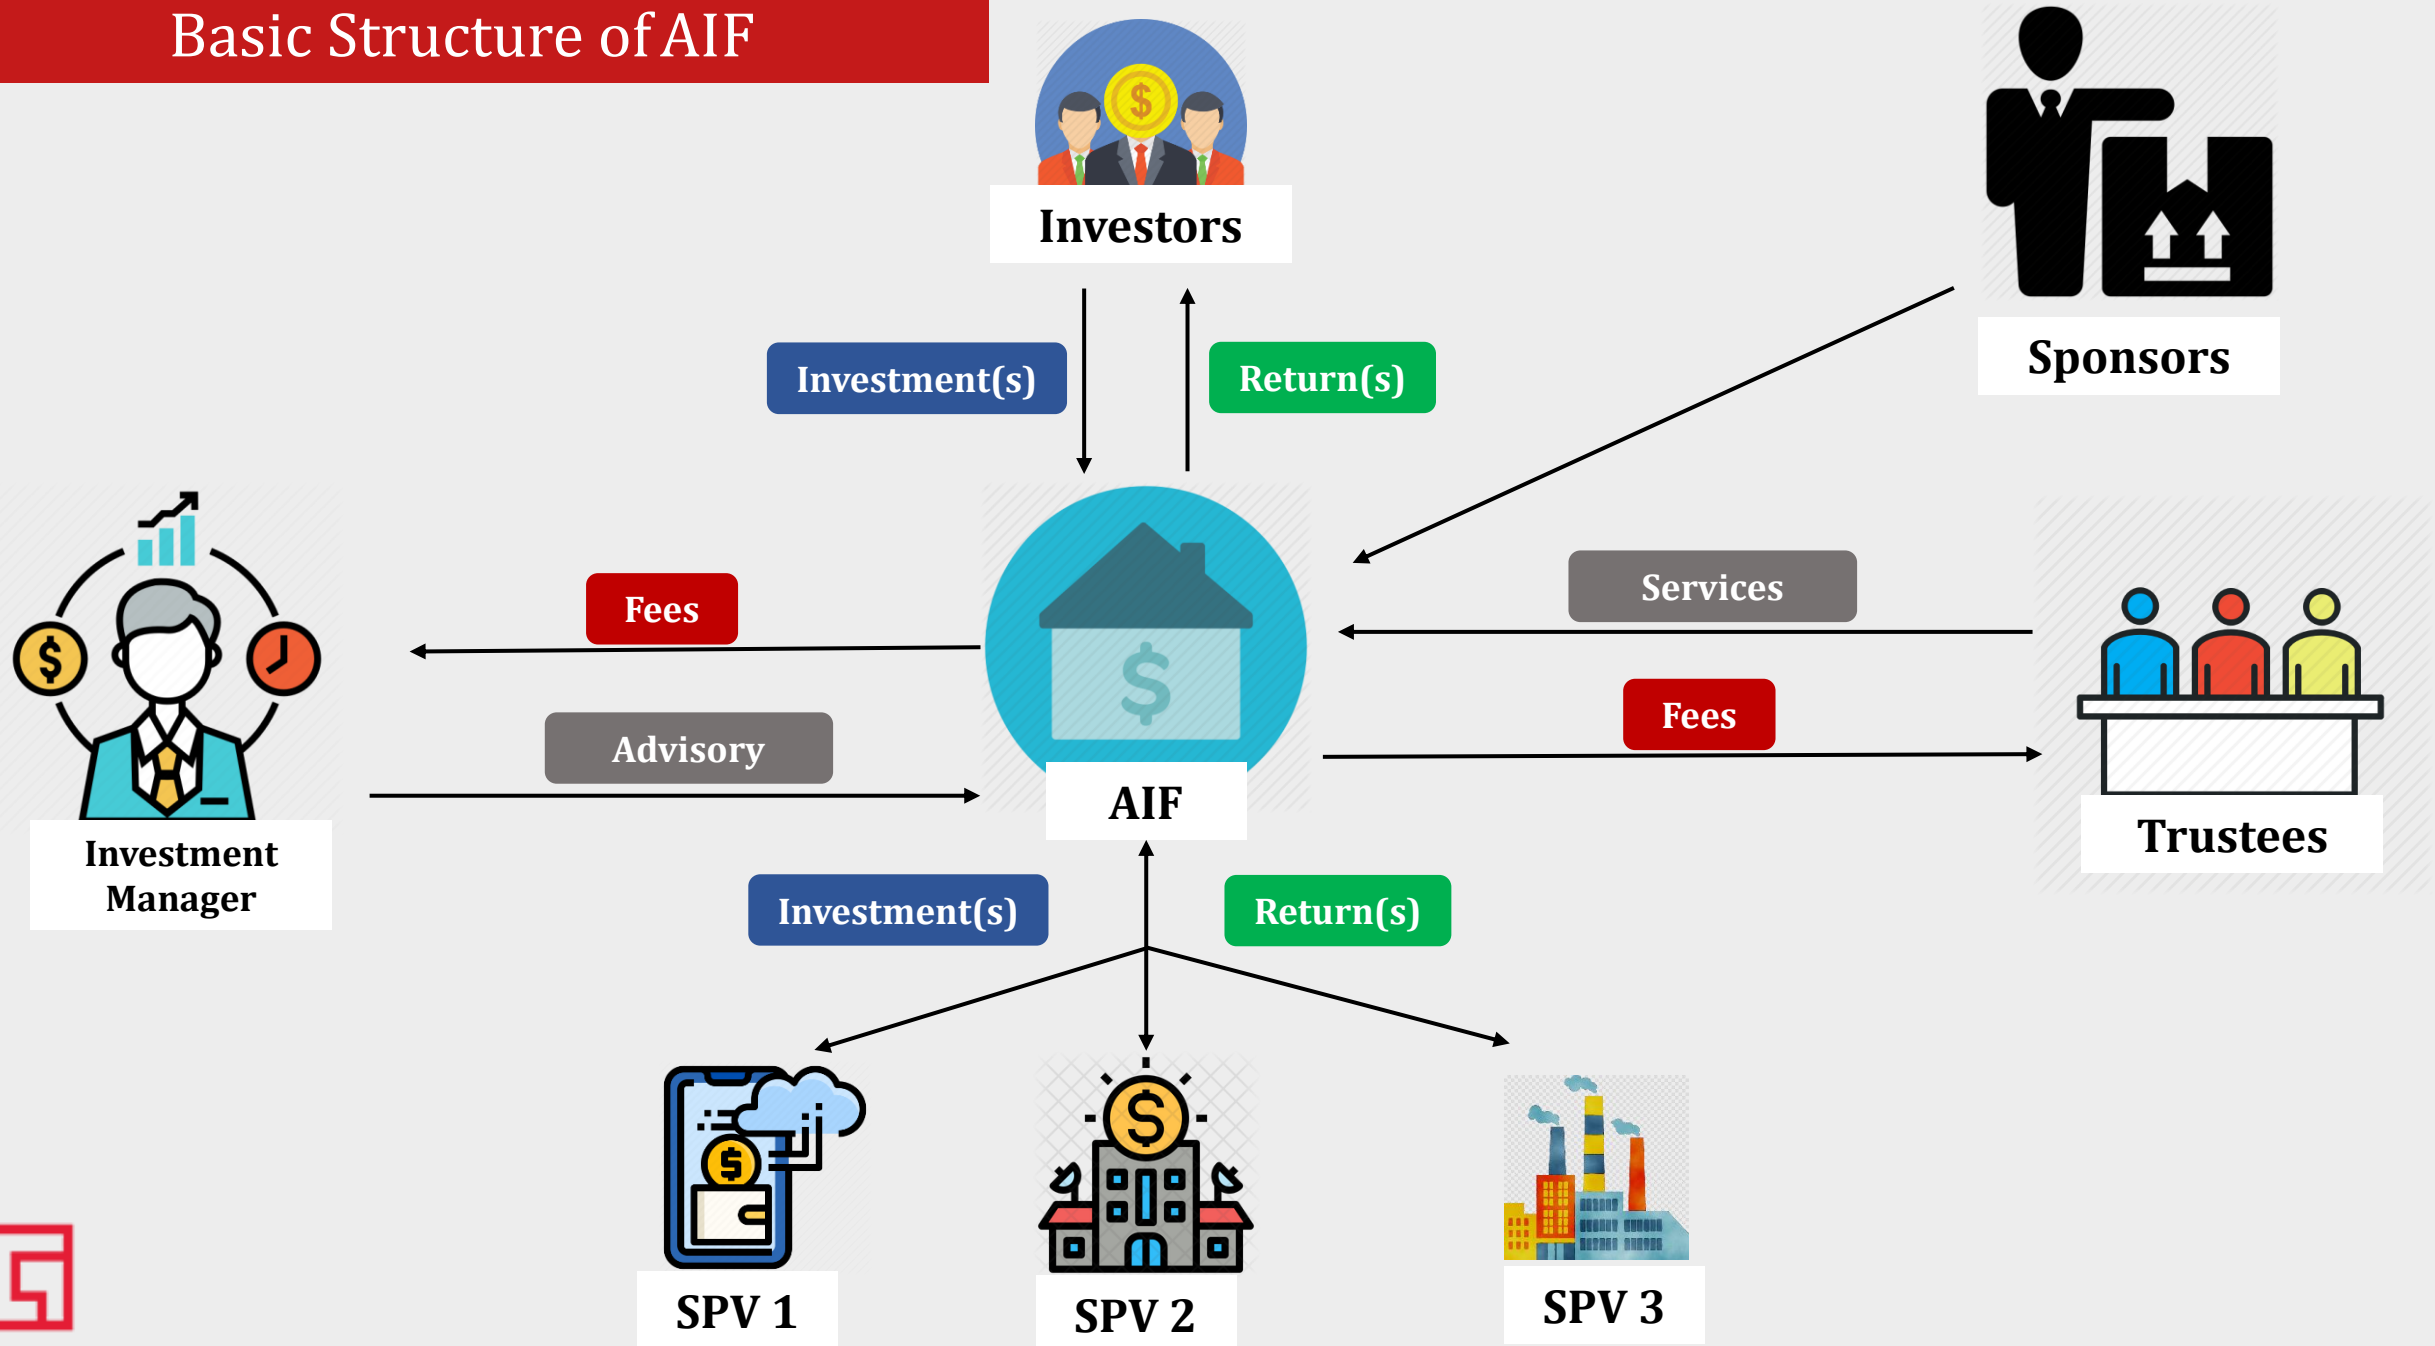 Basic Structure of AIF
Investors
Sponsors
Investment(s)
Return(s)
Services
Fees
Fees
Advisory
AIF
Trustees
Investment
Manager
Investment(s)
Return(s)
SPV 1
SPV 2
SPV 3